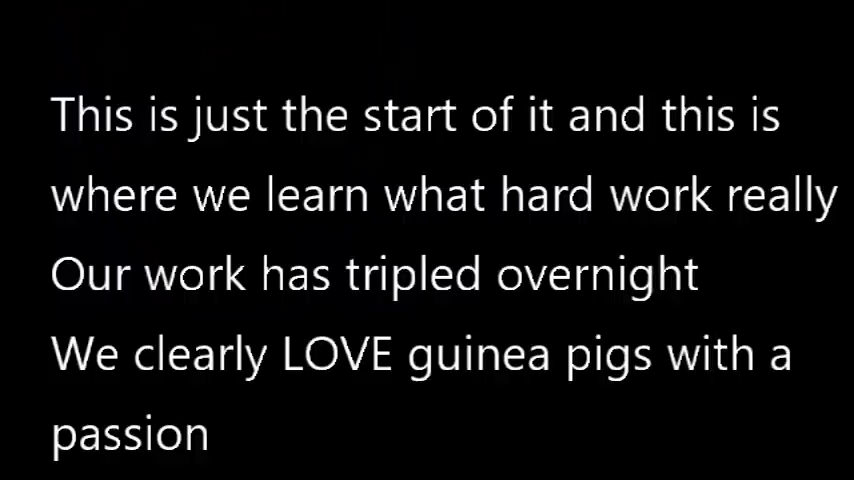 This is just the start of it and this is
where we learn what hard work really
Our work has tripled overnight
We clearly LOVE guinea pigs with a
passion